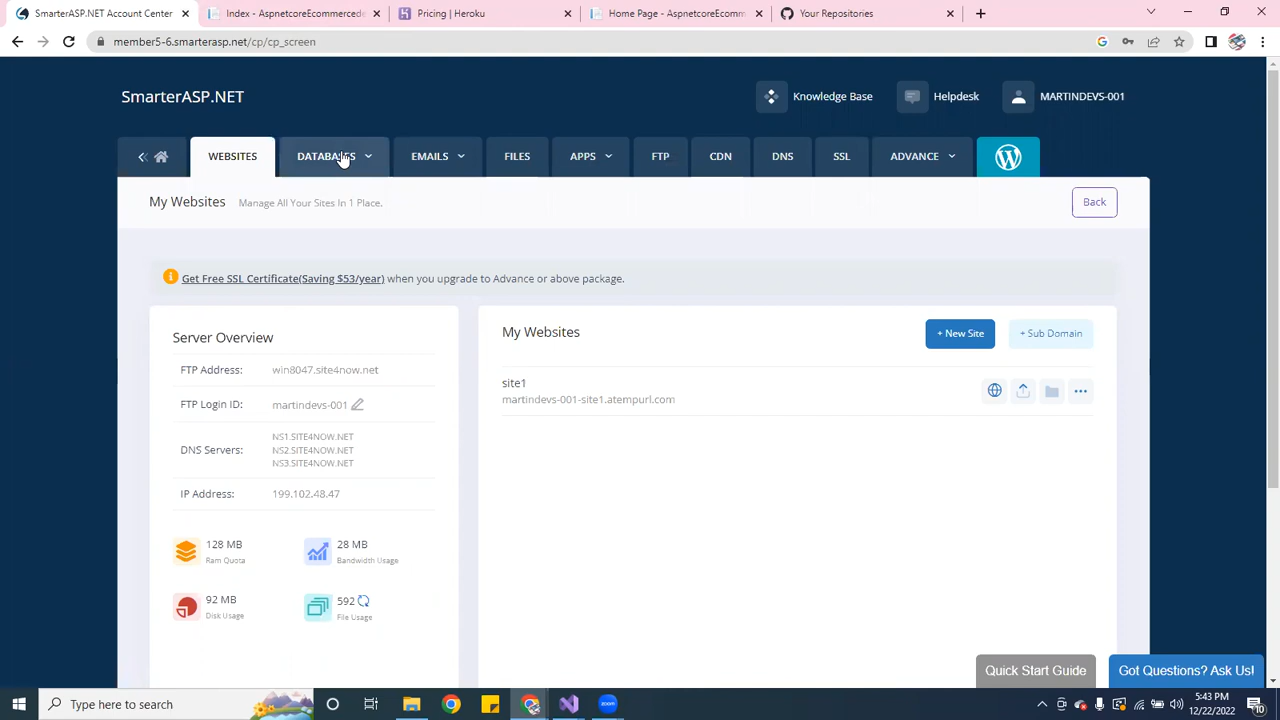 SmarterASP.NET Account Center
Index - AspnetcoreEcommercede
Pricing | Heroku
Home Page - Aspnetcoreecomm
Your Repositories
member5-6.smarterasp.net/cp/cp_screen
SmarterASP.NET
Knowledge Base
Helpdesk
MARTINDEVS-001
WEBSITES
DATABASES
EMAILS
FILES
APPS
FTP
CDN
DNS
SSL
ADVANCE
My Websites Manage All Your Sites In 1 Place.
Back
Get Free SSL Certificate(Saving $53/year) when you upgrade to Advance or above package.
Server Overview
FTP Address: win8047.site4now.net
FTP Login ID: martindevs-001
DNS Servers: NS1.SITE4NOW.NET
NS2.SITE4NOW.NET
NS3.SITE4NOW.NET
IP Address: 199.102.48.47
128 MB
Ram Quota
28 MB
Bandwidth Usage
92 MB
Disk Usage
592
File Usage
My Websites
+ New Site
+ Sub Domain
site1
martindevs-001-site1.atempurl.com
Quick Start Guide
Got Questions? Ask Us!
Type here to search
5:43 PM
12/22/2022